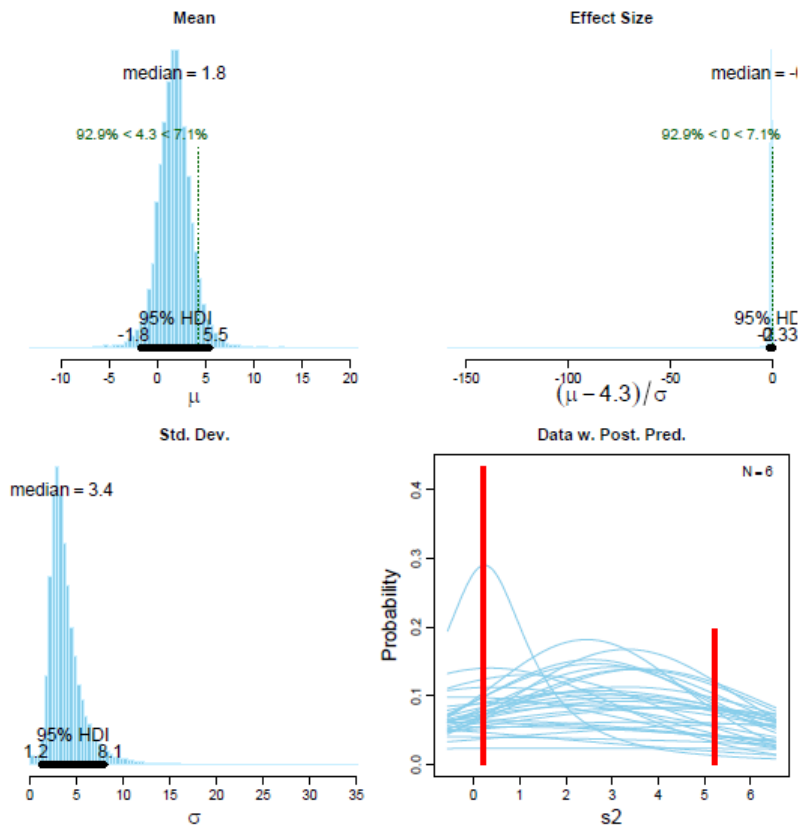 Mean
median = 1.8
92.9% < 4.3 < 7.1%
95% HDI
-1.8 5.5
-10 -5 0 5 10 15 20
μ
Effect Size
median = -0
92.9% < 0 < 7.1%
95% HD
-150 -100 -50 0
(μ − 4.3)/σ
Std. Dev.
median = 3.4
95% HDI
1.2 8.1
0 5 10 15 20 25 30 35
σ
Data w. Post. Pred.
N = 6
Probability
0.0 0.1 0.2 0.3 0.4
0 1 2 3 4 5 6
s2